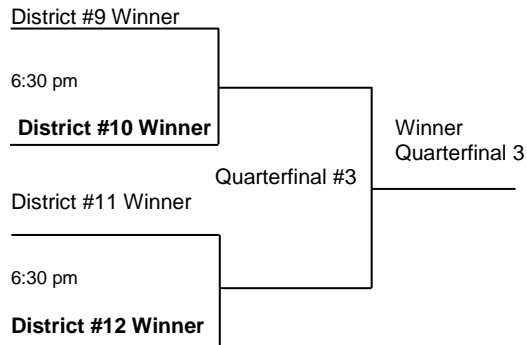 District #9 Winner
6:30 pm
District #10 Winner
Winner
Quarterfinal 3
Quarterfinal #3
District #11 Winner
6:30 pm
District #12 Winner